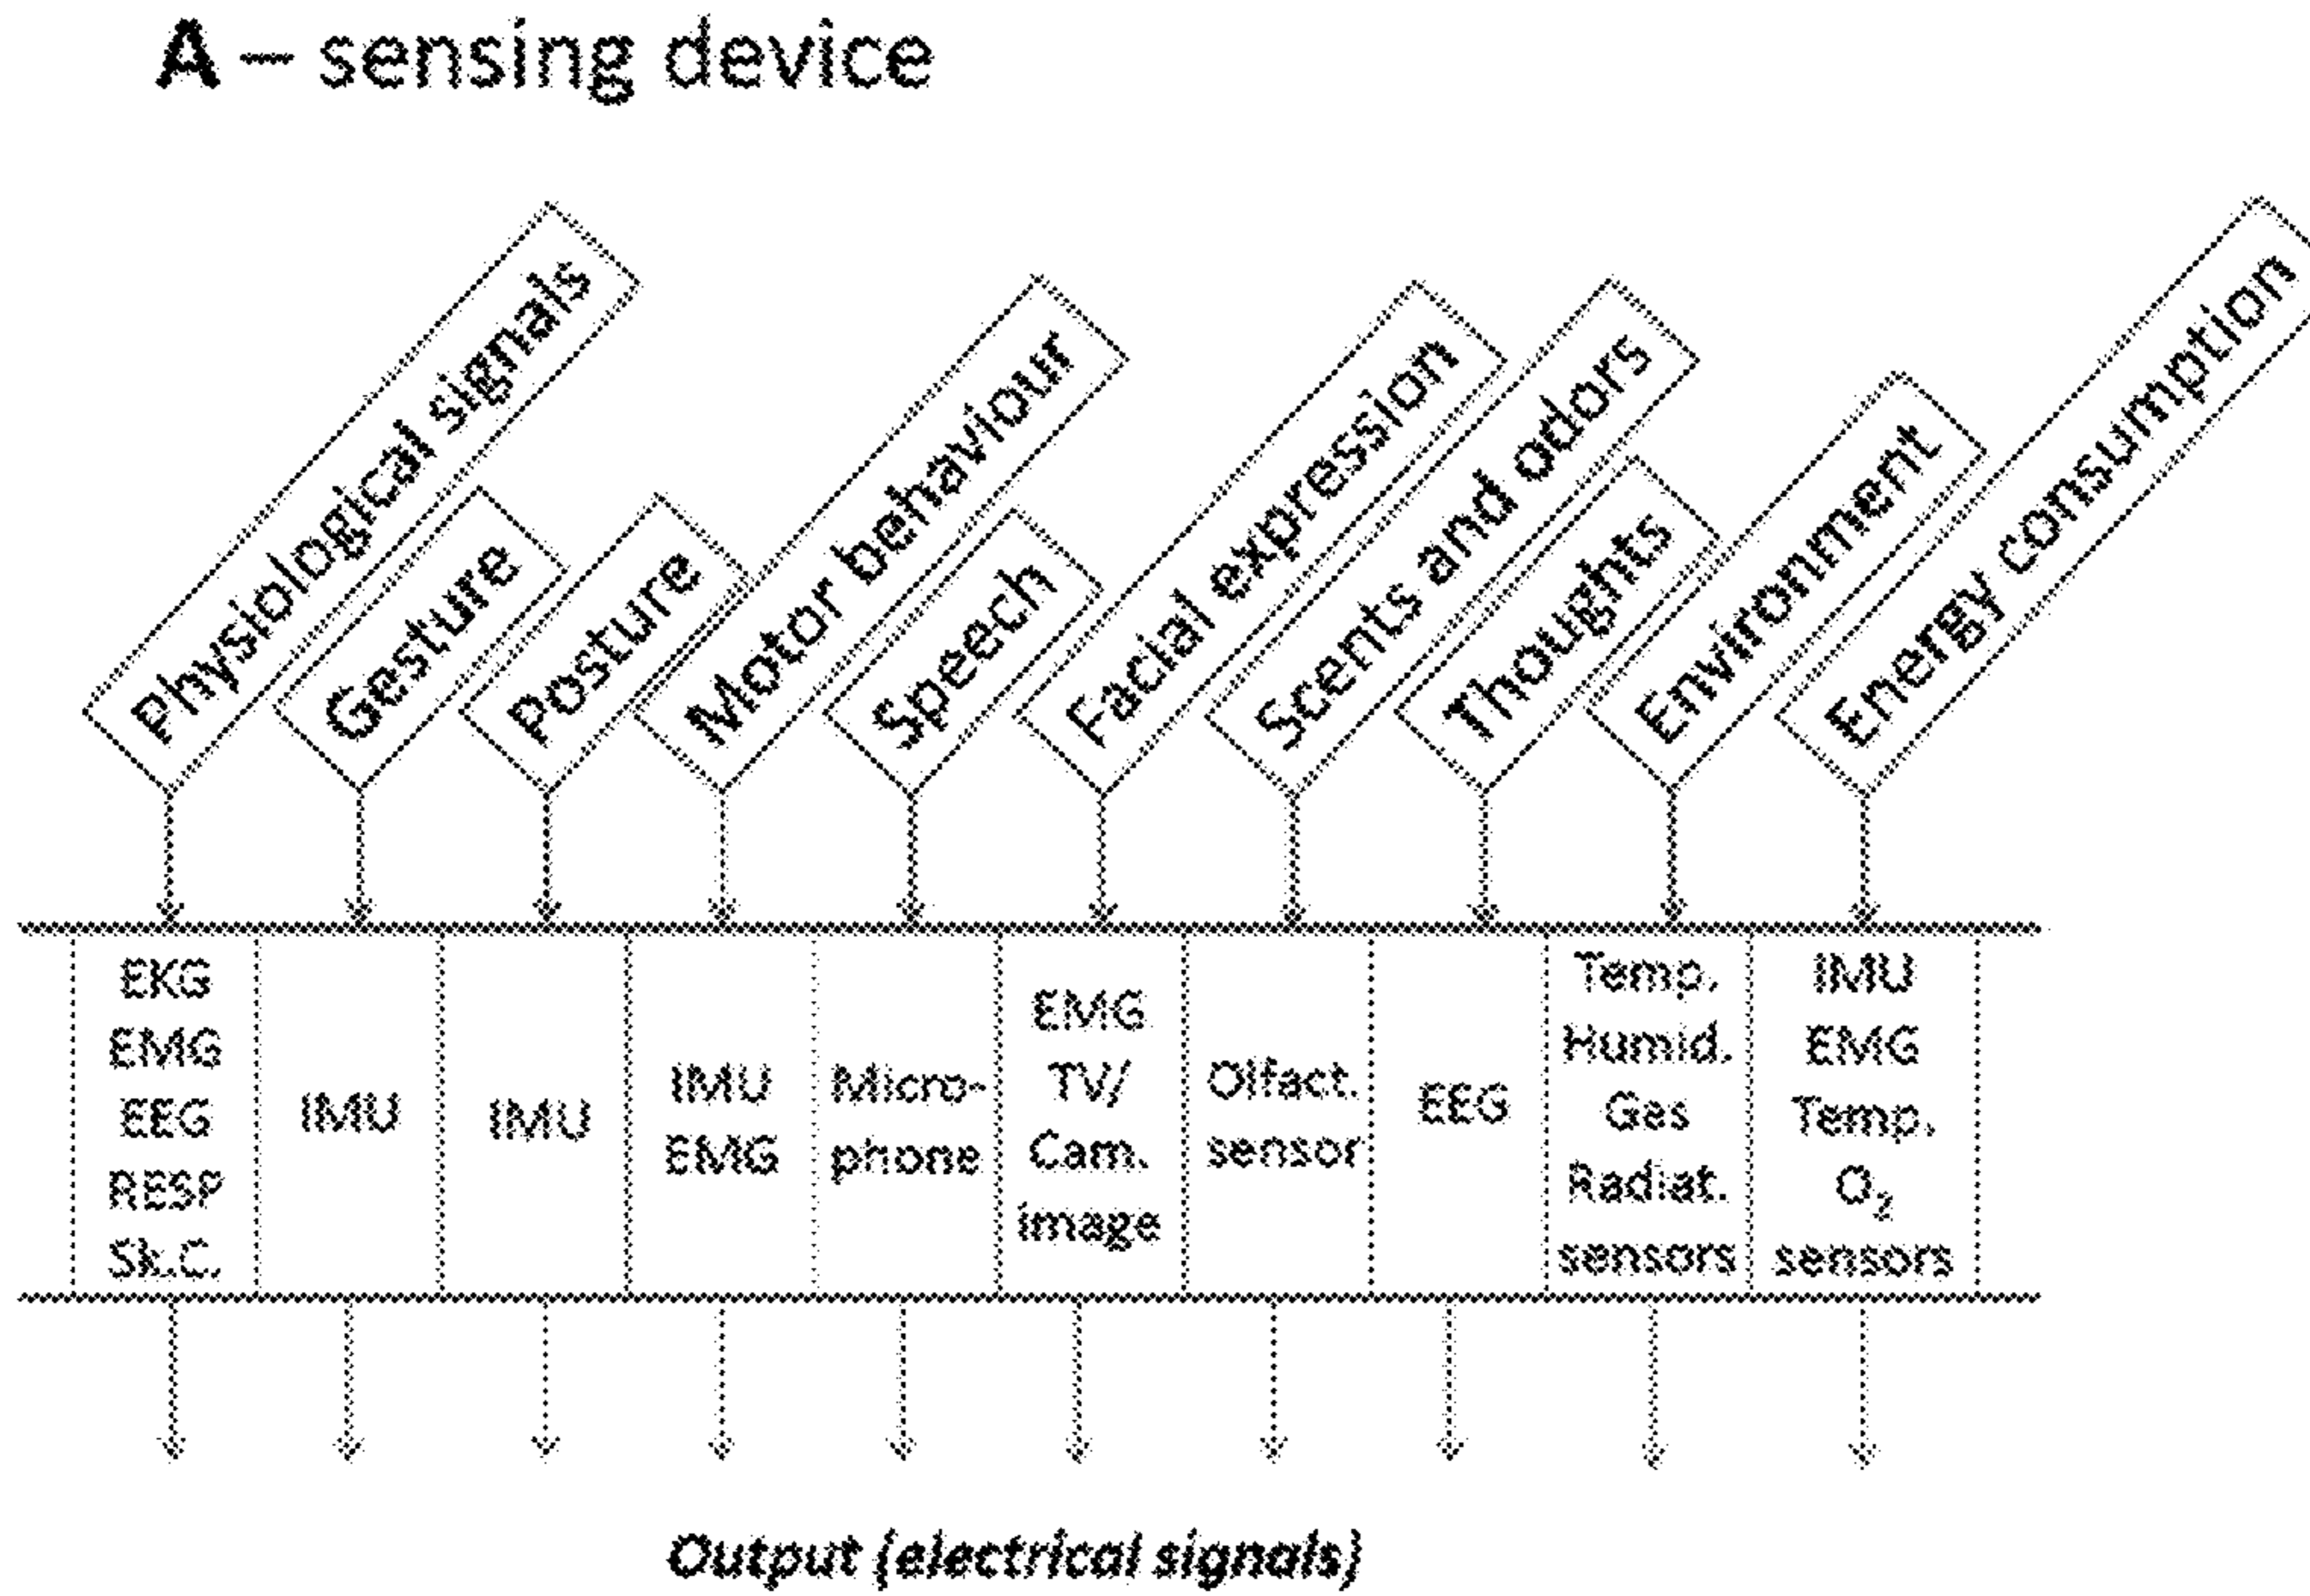 A – sensing device
Physiological signals
Gesture
Posture
Motor behaviour
Speech
Facial expression
Scents and odors
Thoughts
Environment
Energy consumption
EKG
EMG
EEG
RESP
Sk.C.
IMU
IMU
IMU
EMG
Micro-
phone
EMG
TV/
Cam.
image
Olfact.
sensor
EEG
Temp.
Humid.
Gas
Radiat.
sensors
IMU
EMG
Temp.
O₂
sensors
Output (electrical signals)